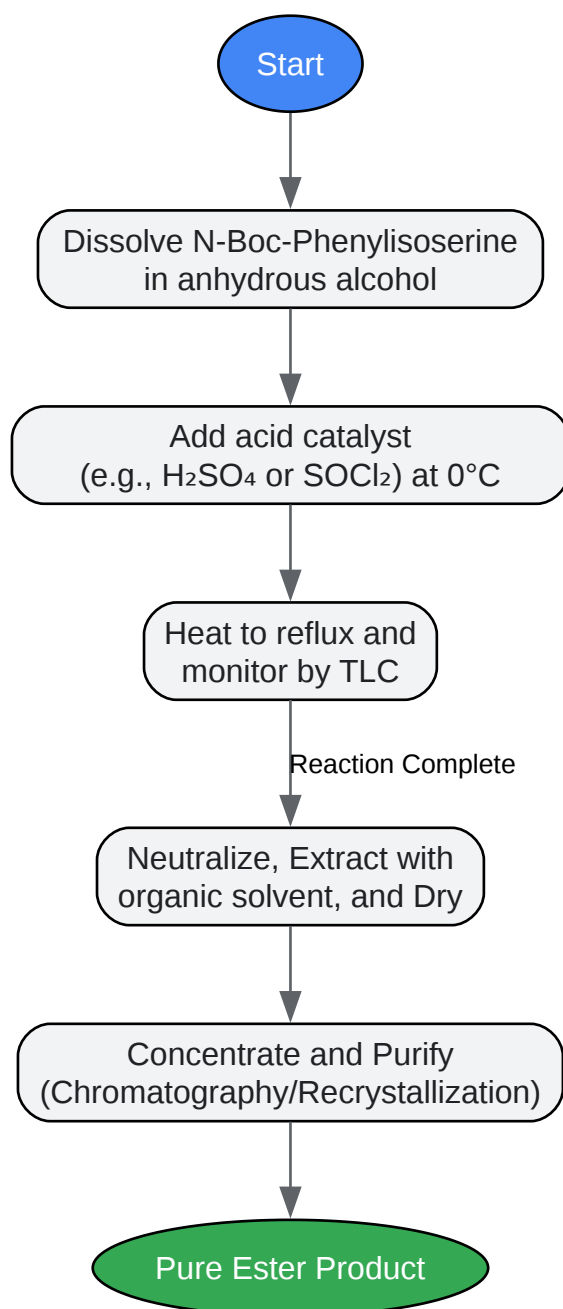 Start
Dissolve N-Boc-Phenylisoserine
in anhydrous alcohol
Add acid catalyst
(e.g., H₂SO₄ or SOCl₂) at 0°C
Heat to reflux and
monitor by TLC
Reaction Complete
Neutralize, Extract with
organic solvent, and Dry
Concentrate and Purify
(Chromatography/Recrystallization)
Pure Ester Product